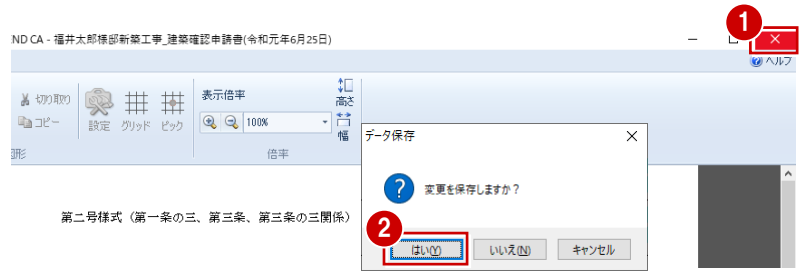 1
:ND CA - 福井太郎様邸新築工事_建築確認申請書(令和元年6月25日)
ヘルプ
切り取り
コピー
設定
グリッド
ピック
表示倍率
100%
高さ
幅
図形
倍率
データ保存
変更を保存しますか？
2
はい(Y)
いいえ(N)
キャンセル
第二号様式（第一条の三、第三条、第三条の三関係）